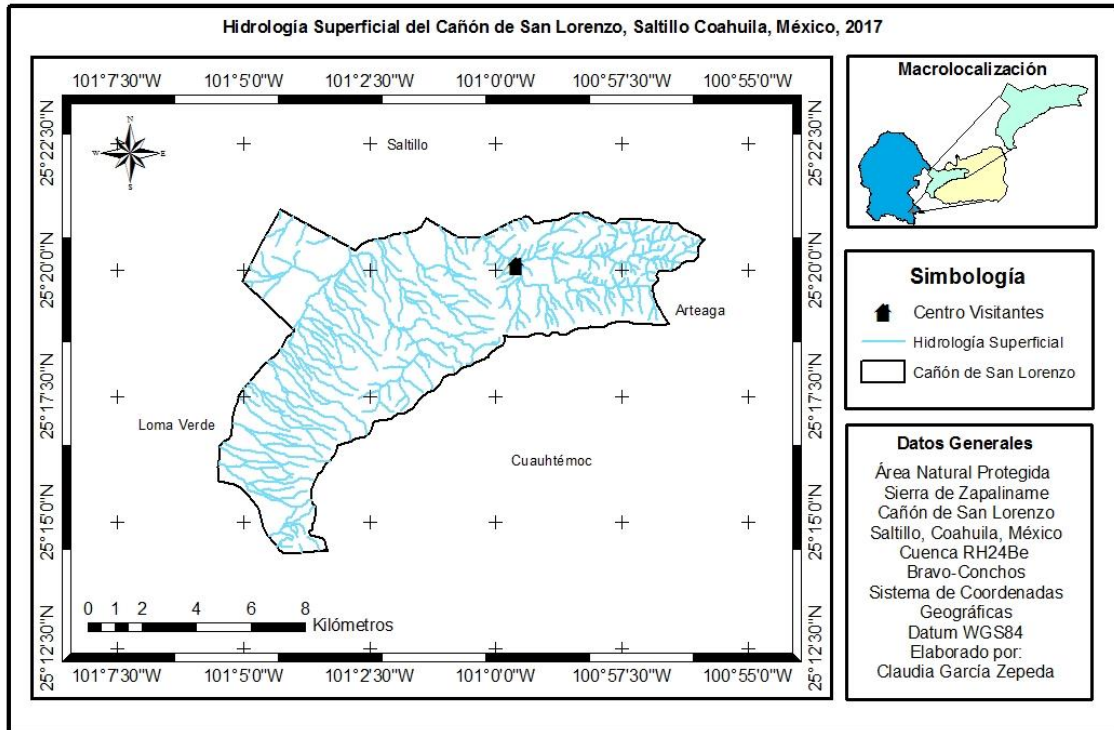 Hidrología Superficial del Cañón de San Lorenzo, Saltillo Coahuila, México, 2017
101°7'30"W 101°5'0"W 101°2'30"W 101°0'0"W 100°57'30"W 100°55'0"W
25°22'30"N
25°20'0"N
25°17'30"N
25°15'0"N
25°12'30"N
N
W E
S
Saltillo
Arteaga
Loma Verde
Cuauhtémoc
0 1 2 4 6 8
Kilómetros
25°22'30"N
25°20'0"N
25°17'30"N
25°15'0"N
25°12'30"N
101°7'30"W 101°5'0"W 101°2'30"W 101°0'0"W 100°57'30"W 100°55'0"W
Macrolocalización
Simbología
Centro Visitantes
Hidrología Superficial
Cañón de San Lorenzo
Datos Generales
Área Natural Protegida
Sierra de Zapaliname
Cañón de San Lorenzo
Saltillo, Coahuila, México
Cuenca RH24Be
Bravo-Conchos
Sistema de Coordenadas
Geográficas
Datum WGS84
Elaborado por:
Claudia García Zepeda